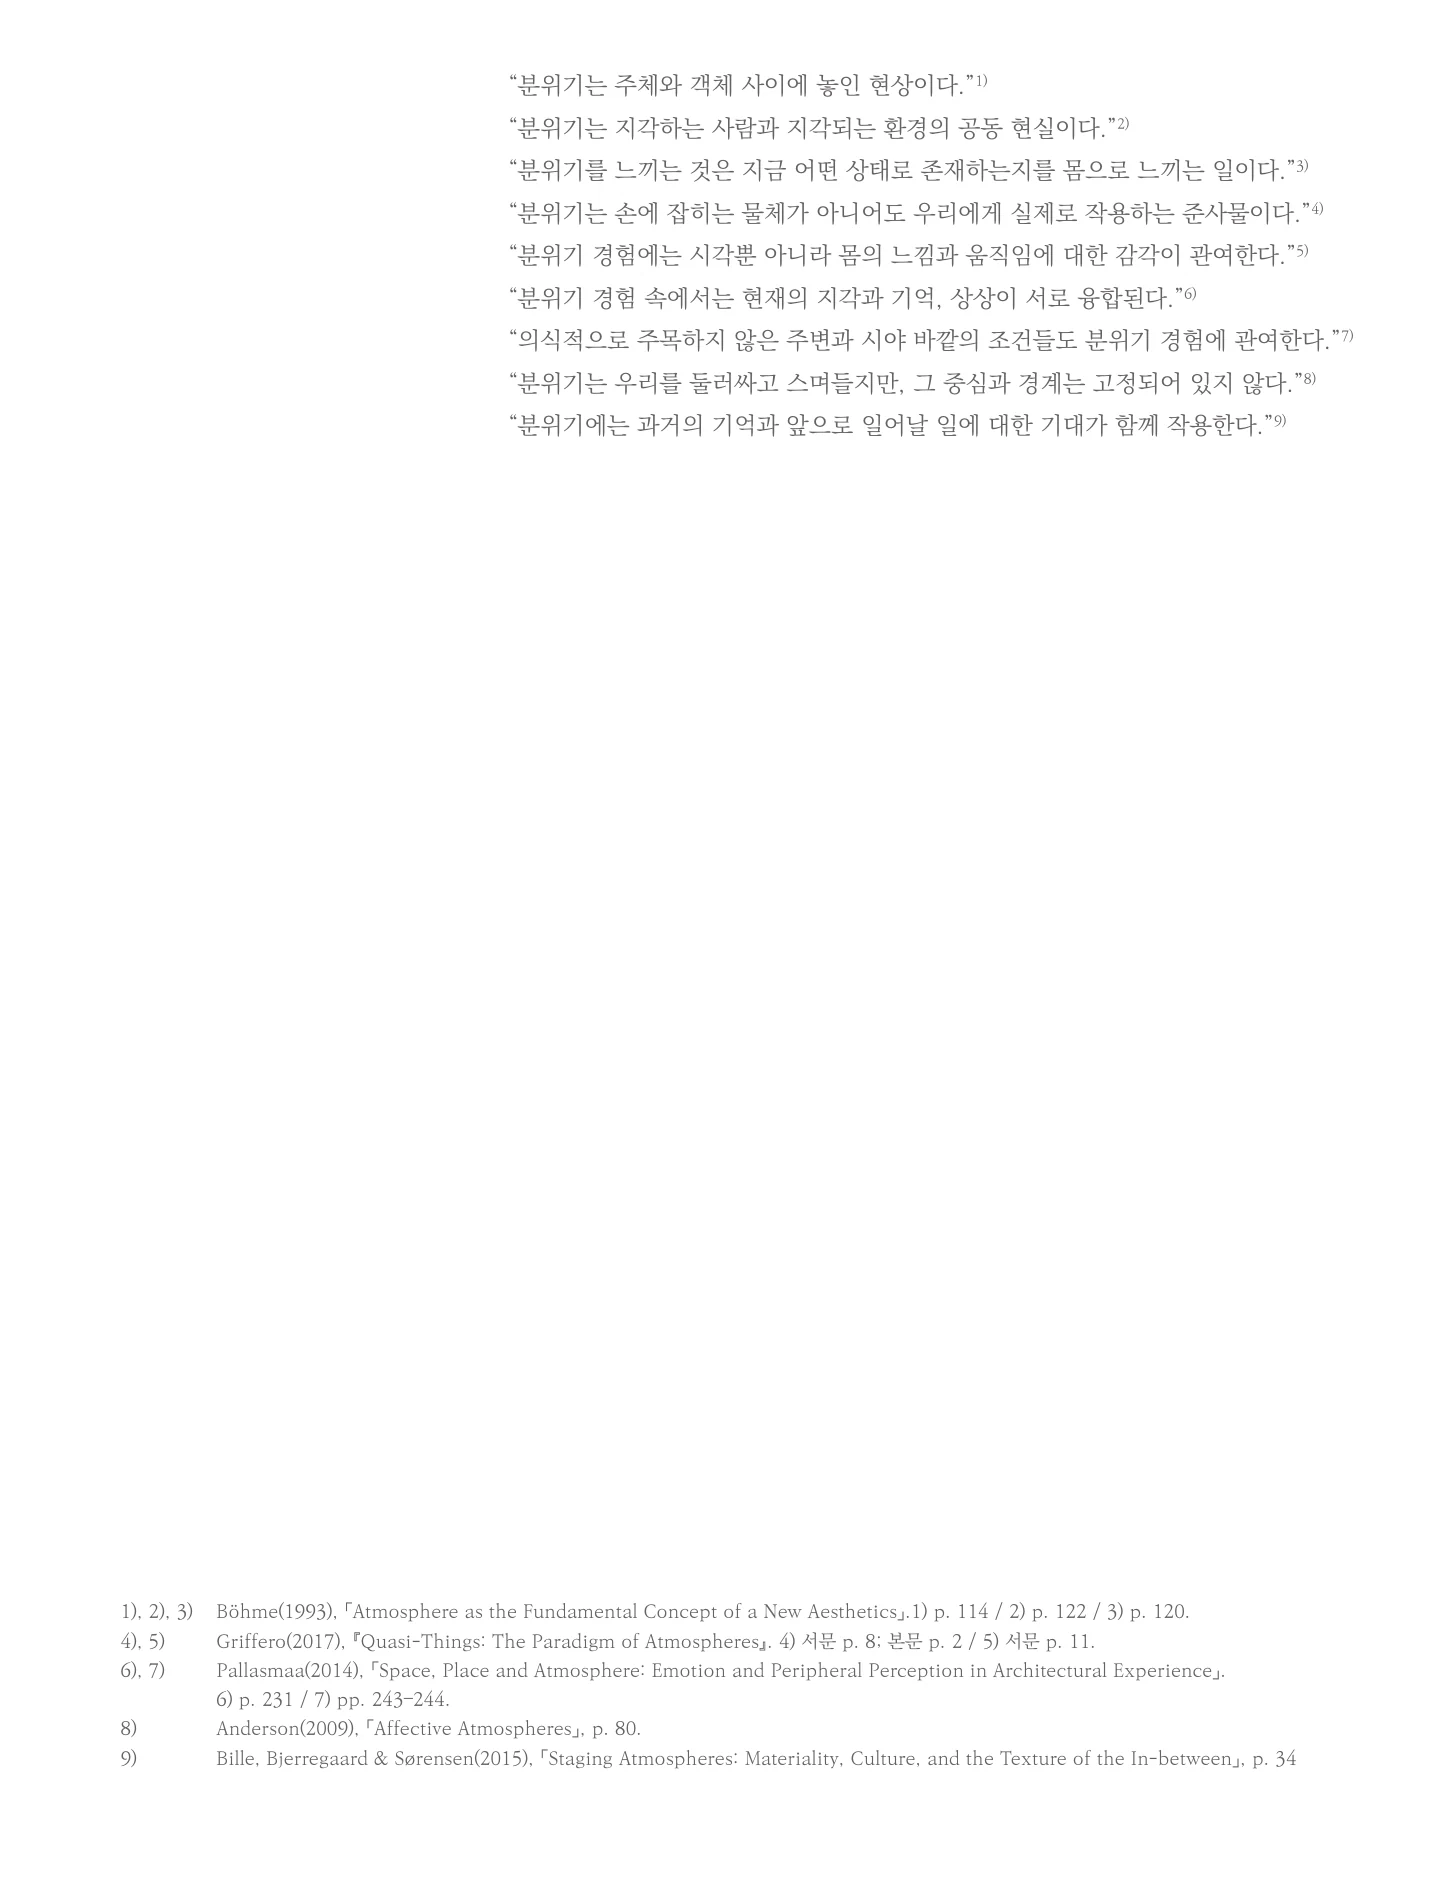 “분위기는 주체와 객체 사이에 놓인 현상이다.”1)
“분위기는 지각하는 사람과 지각되는 환경의 공동 현실이다.”2)
“분위기를 느끼는 것은 지금 어떤 상태로 존재하는지를 몸으로 느끼는 일이다.”3)
“분위기는 손에 잡히는 물체가 아니어도 우리에게 실제로 작용하는 준사물이다.”4)
“분위기 경험에는 시각뿐 아니라 몸의 느낌과 움직임에 대한 감각이 관여한다.”5)
“분위기 경험 속에서는 현재의 지각과 기억, 상상이 서로 융합된다.”6)
“의식적으로 주목하지 않은 주변과 시야 바깥의 조건들도 분위기 경험에 관여한다.”7)
“분위기는 우리를 둘러싸고 스며들지만, 그 중심과 경계는 고정되어 있지 않다.”8)
“분위기에는 과거의 기억과 앞으로 일어날 일에 대한 기대가 함께 작용한다.”9)
1), 2), 3) Böhme(1993), 「Atmosphere as the Fundamental Concept of a New Aesthetics」.1) p. 114 / 2) p. 122 / 3) p. 120.
4), 5) Griffero(2017), 『Quasi-Things: The Paradigm of Atmospheres』. 4) 서문 p. 8; 본문 p. 2 / 5) 서문 p. 11.
6), 7) Pallasmaa(2014), 「Space, Place and Atmosphere: Emotion and Peripheral Perception in Architectural Experience」.
6) p. 231 / 7) pp. 243–244.
8) Anderson(2009), 「Affective Atmospheres」, p. 80.
9) Bille, Bjerregaard & Sørensen(2015), 「Staging Atmospheres: Materiality, Culture, and the Texture of the In-between」, p. 34